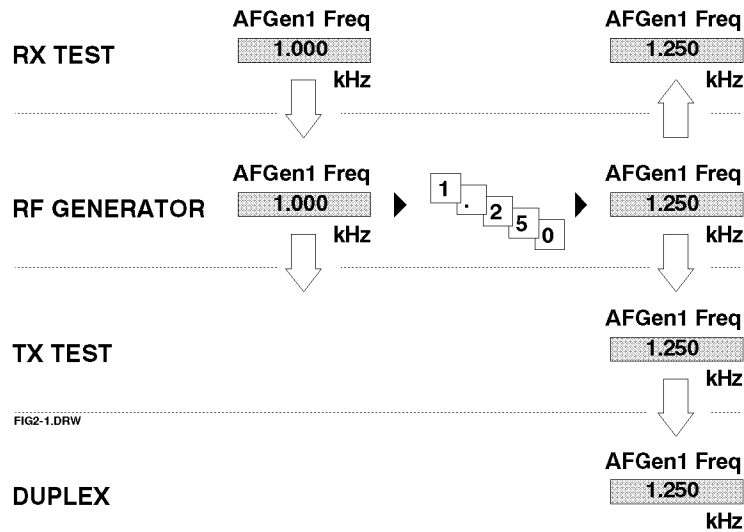 AFGen1 Freq AFGen1 Freq
RX TEST 1.000 1.250
kHz kHz
AFGen1 Freq AFGen1 Freq
RF GENERATOR 1.000 1 . 2 5 0 1.250
kHz kHz
AFGen1 Freq
TX TEST 1.250
kHz
FIG2-1.DRW
AFGen1 Freq
DUPLEX 1.250
kHz